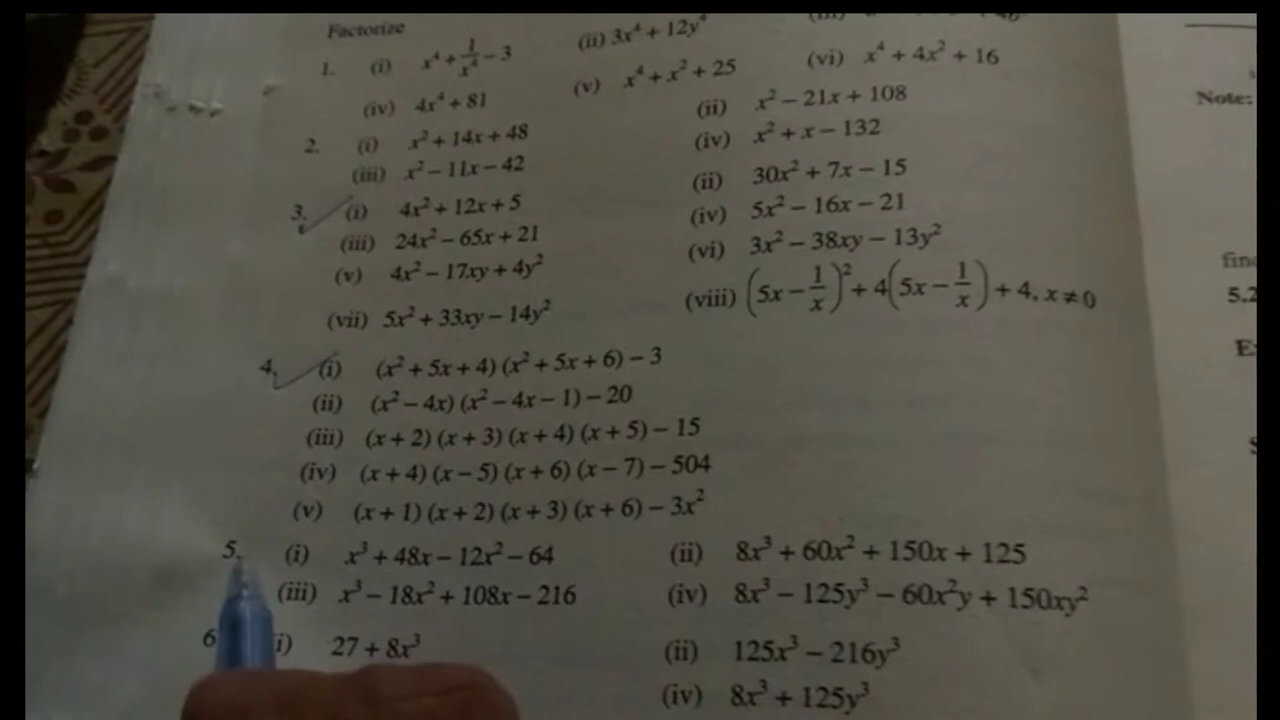 Factorize
1. (i) x⁴ + 1/x⁴ − 3 (ii) 3x⁴ + 12y⁴ (iii)
(iv) 4x⁴ + 81 (v) x⁴ + x² + 25 (vi) x⁴ + 4x² + 16
2. (i) x² + 14x + 48 (ii) x² − 21x + 108
(iii) x² − 11x − 42 (iv) x² + x − 132
3. (i) 4x² + 12x + 5 (ii) 30x² + 7x − 15
(iii) 24x² − 65x + 21 (iv) 5x² − 16x − 21
(v) 4x² − 17xy + 4y² (vi) 3x² − 38xy − 13y²
(vii) 5x² + 33xy − 14y² (viii) (5x − 1/x)² + 4(5x − 1/x) + 4, x ≠ 0
4. (i) (x² + 5x + 4) (x² + 5x + 6) − 3
(ii) (x² − 4x) (x² − 4x − 1) − 20
(iii) (x + 2) (x + 3) (x + 4) (x + 5) − 15
(iv) (x + 4) (x − 5) (x + 6) (x − 7) − 504
(v) (x + 1) (x + 2) (x + 3) (x + 6) − 3x²
5. (i) x³ + 48x − 12x² − 64 (ii) 8x³ + 60x² + 150x + 125
(iii) x³ − 18x² + 108x − 216 (iv) 8x³ − 125y³ − 60x²y + 150xy²
6 i) 27 + 8x³ (ii) 125x³ − 216y³
(iv) 8x³ + 125y³
Note:
5.2